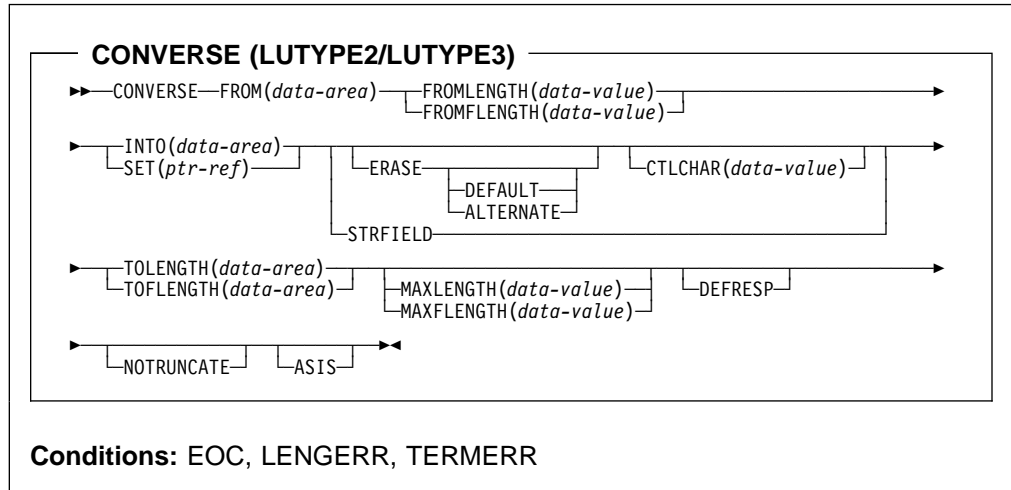 CONVERSE (LUTYPE2/LUTYPE3)
CONVERSE FROM(data-area) FROMLENGTH(data-value)
FROMFLENGTH(data-value)
INTO(data-area)
SET(ptr-ref) ERASE CTLCHAR(data-value)
DEFAULT
ALTERNATE
STRFIELD
TOLENGTH(data-area)
TOFLENGTH(data-area) MAXLENGTH(data-value) DEFRESP
MAXFLENGTH(data-value)
NOTRUNCATE ASIS
Conditions: EOC, LENGERR, TERMERR